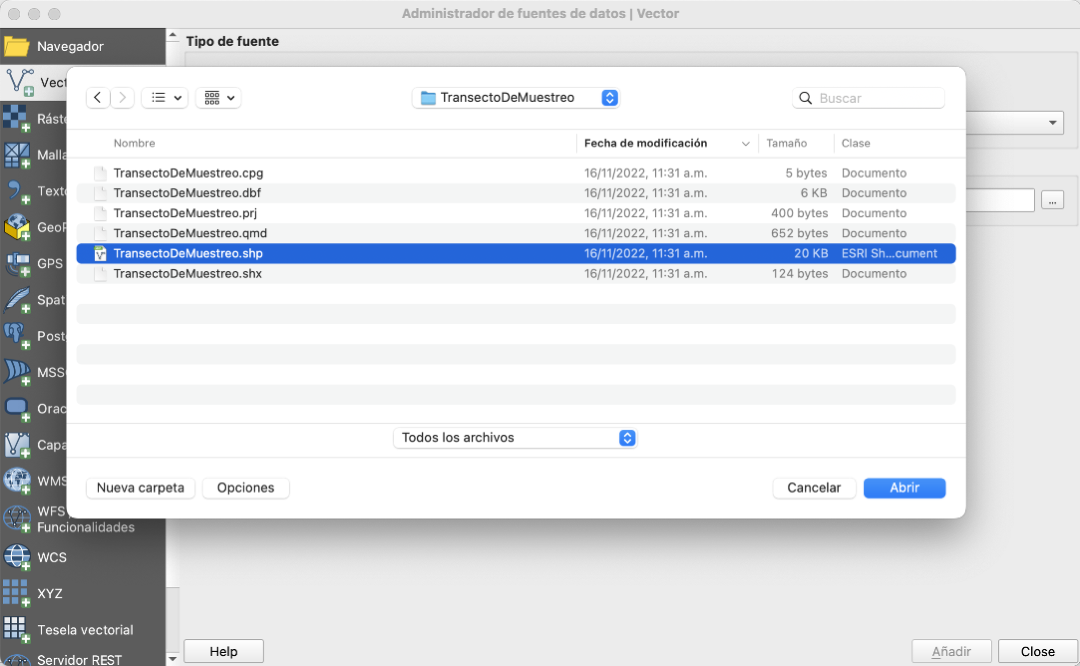 Administrador de fuentes de datos | Vector
Navegador
Tipo de fuente
Vect
Ráste
Malla
Texto
GeoP
GPS
Spat
Post
MSS
Orac
Capa
WMS
WFS
Funcionalidades
WCS
XYZ
Tesela vectorial
Servidor REST
TransectoDeMuestreo
Buscar
Nombre Fecha de modificación Tamaño Clase
TransectoDeMuestreo.cpg 16/11/2022, 11:31 a.m. 5 bytes Documento
TransectoDeMuestreo.dbf 16/11/2022, 11:31 a.m. 6 KB Documento
TransectoDeMuestreo.prj 16/11/2022, 11:31 a.m. 400 bytes Documento
TransectoDeMuestreo.qmd 16/11/2022, 11:31 a.m. 652 bytes Documento
TransectoDeMuestreo.shp 16/11/2022, 11:31 a.m. 20 KB ESRI Sh...cument
TransectoDeMuestreo.shx 16/11/2022, 11:31 a.m. 124 bytes Documento
Todos los archivos
Nueva carpeta Opciones Cancelar Abrir
...
Help Añadir Close